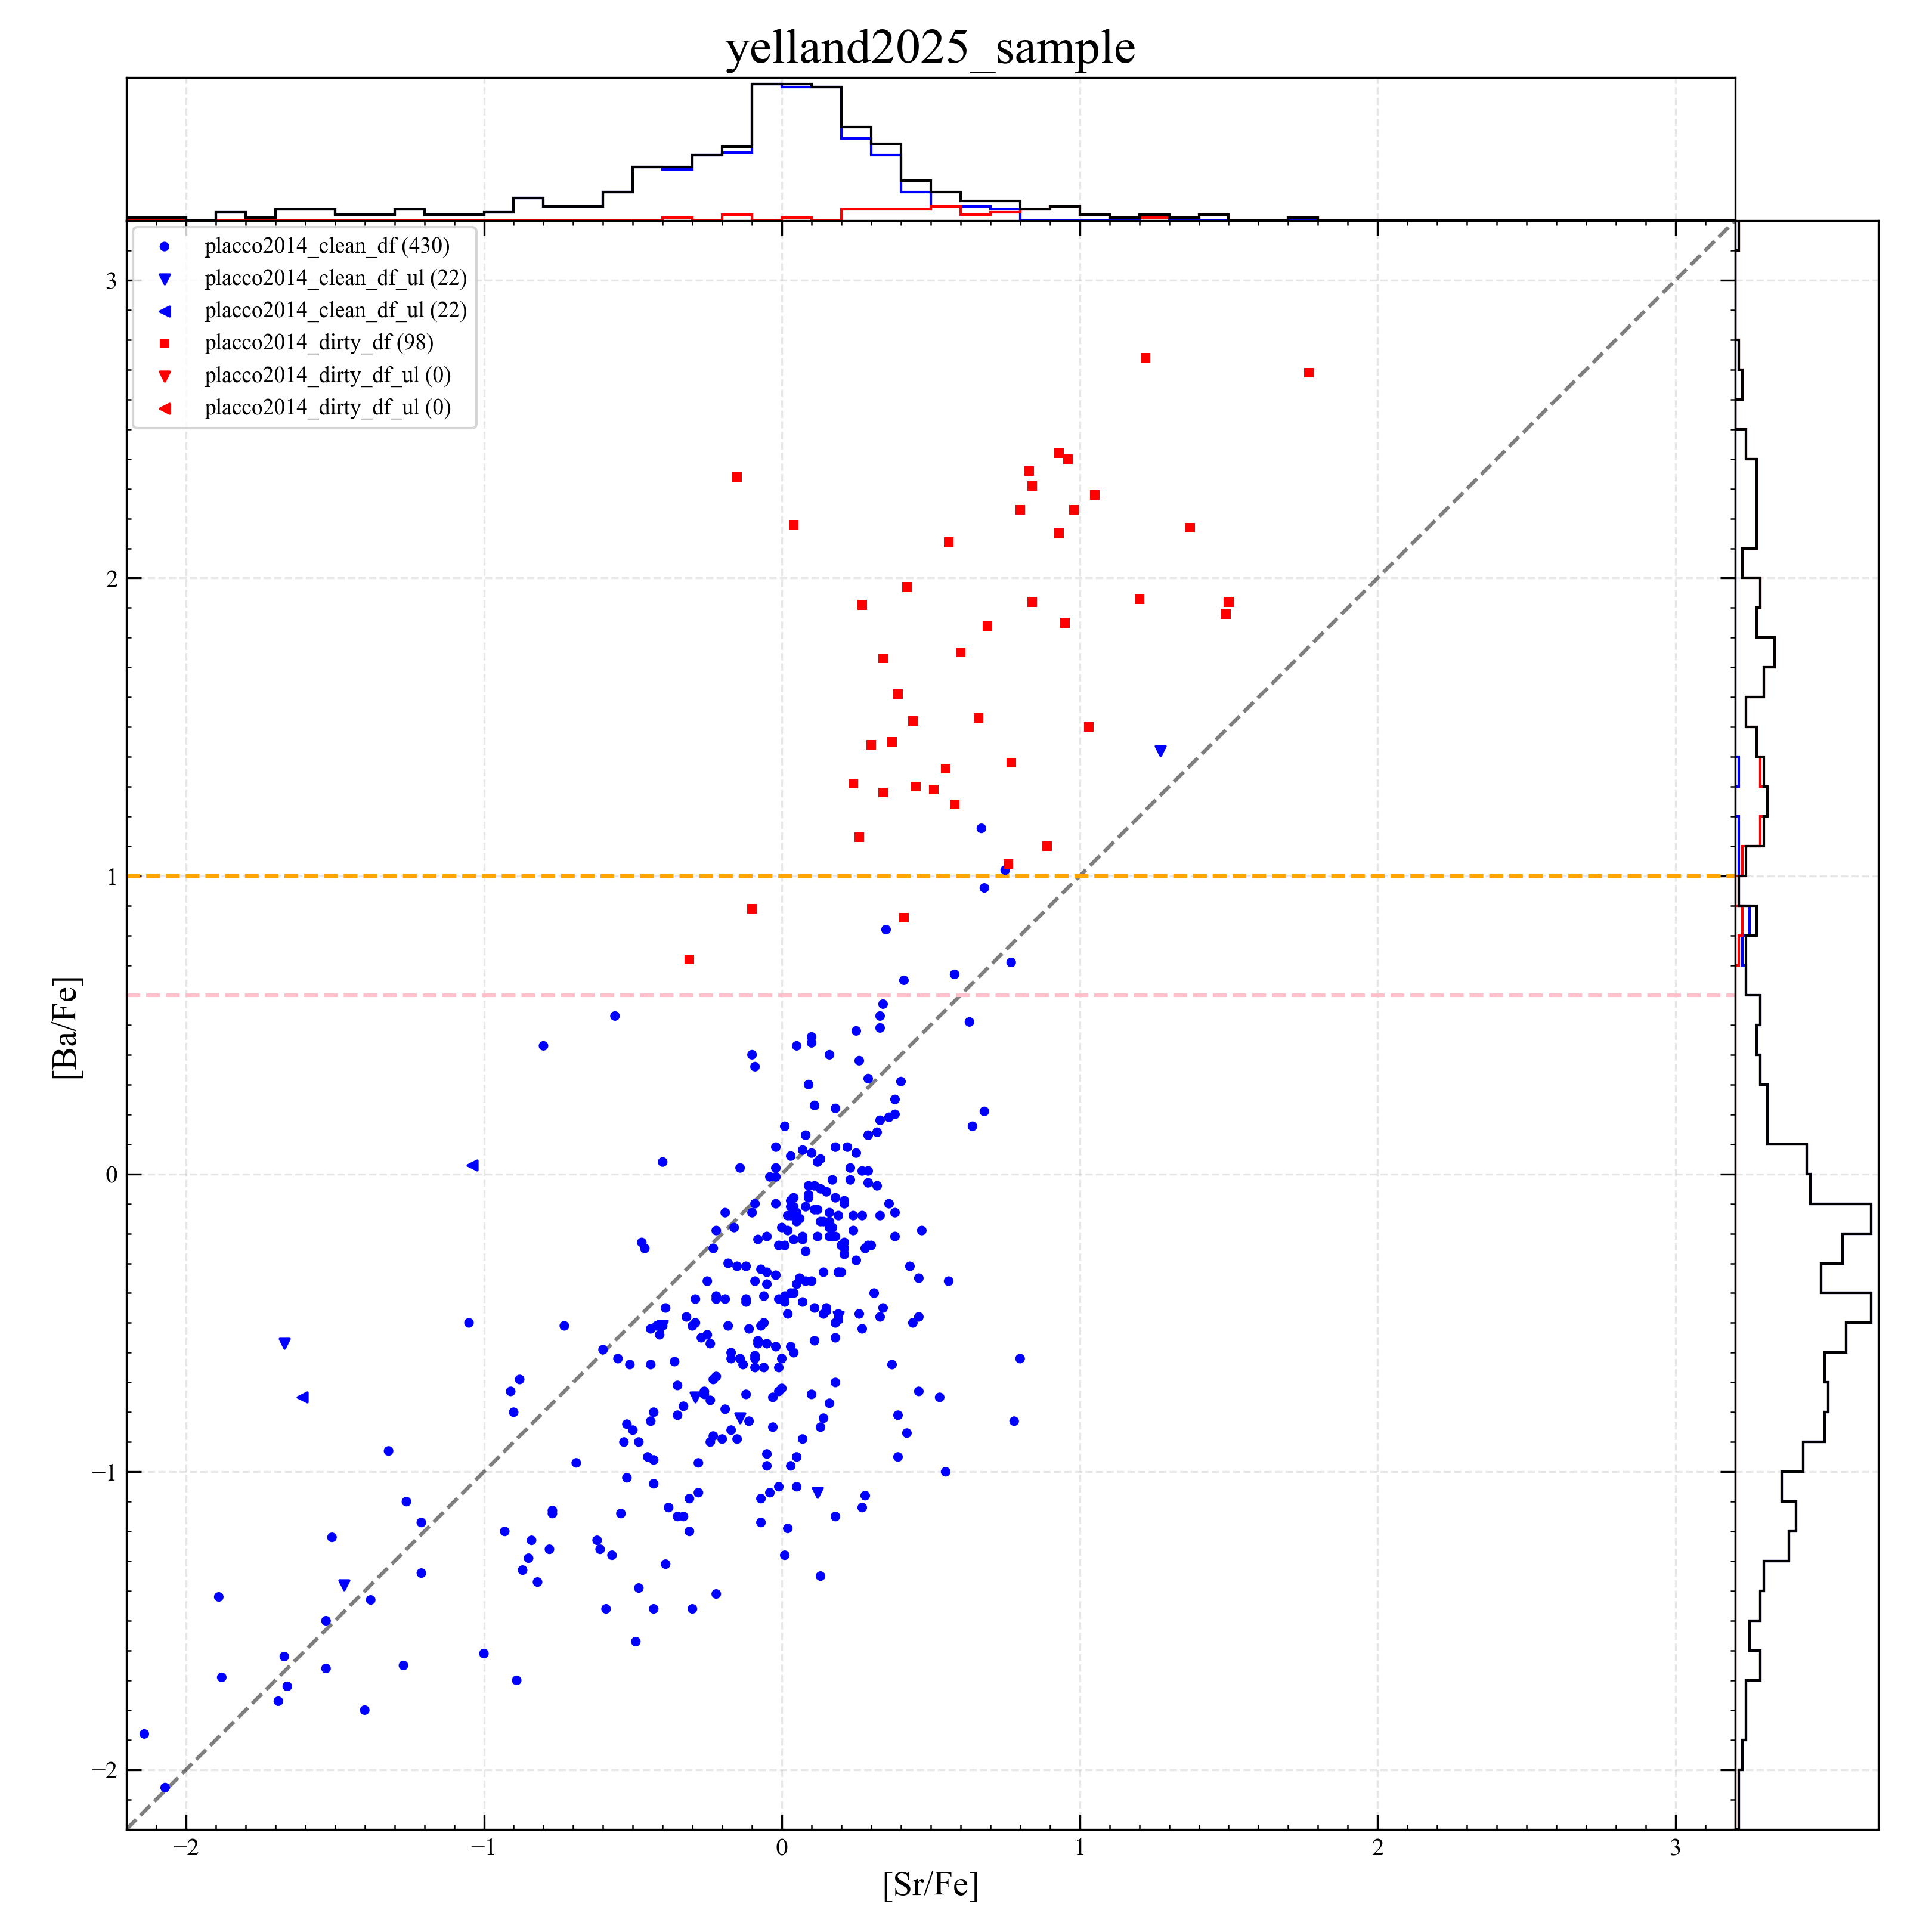 yelland2025_sample
placco2014_clean_df (430)
placco2014_clean_df_ul (22)
placco2014_clean_df_ul (22)
placco2014_dirty_df (98)
placco2014_dirty_df_ul (0)
placco2014_dirty_df_ul (0)
3
2
1
0
−1
−2
[Ba/Fe]
−2 −1 0 1 2 3
[Sr/Fe]